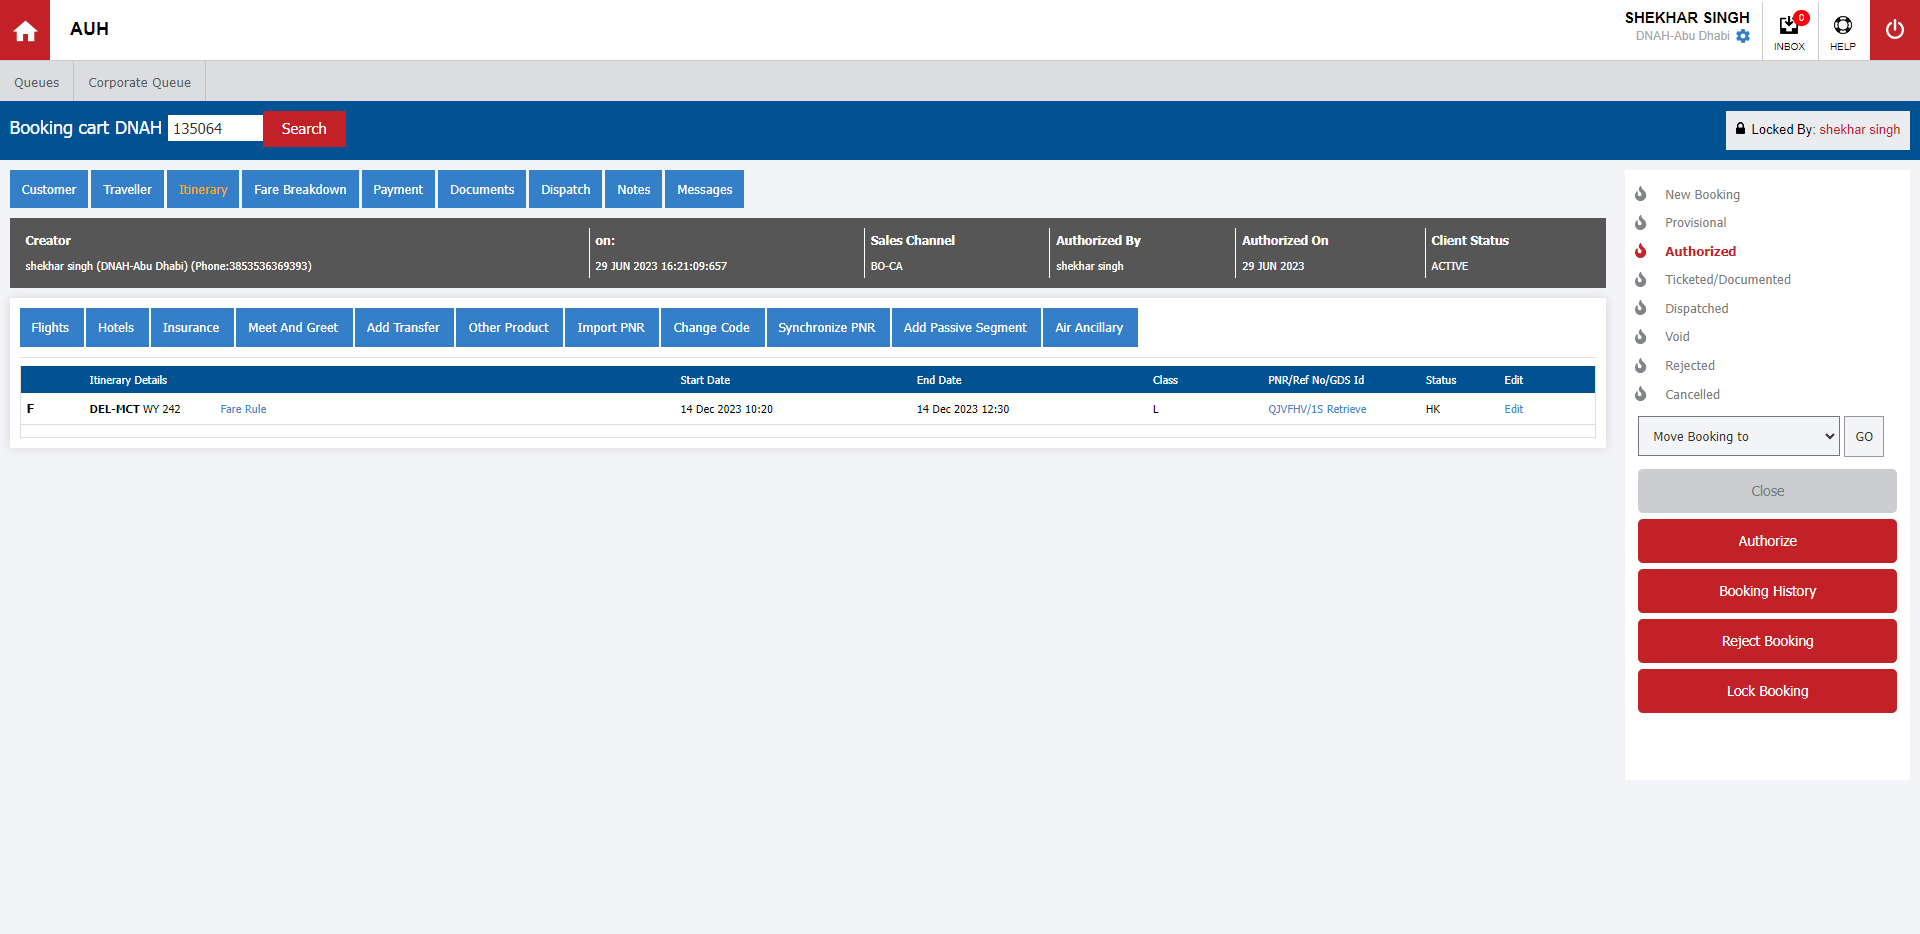 AUH
SHEKHAR SINGH
DNAH-Abu Dhabi
0
INBOX
HELP
Queues
Corporate Queue
Booking cart DNAH 135064 Search
Locked By: shekhar singh
Customer Traveller Itinerary Fare Breakdown Payment Documents Dispatch Notes Messages
Creator on: Sales Channel Authorized By Authorized On Client Status
shekhar singh (DNAH-Abu Dhabi) (Phone:3853536369393) 29 JUN 2023 16:21:09:657 BO-CA shekhar singh 29 JUN 2023 ACTIVE
Flights Hotels Insurance Meet And Greet Add Transfer Other Product Import PNR Change Code Synchronize PNR Add Passive Segment Air Ancillary
Itinerary Details Start Date End Date Class PNR/Ref No/GDS Id Status Edit
F DEL-MCT WY 242 Fare Rule 14 Dec 2023 10:20 14 Dec 2023 12:30 L QJVFHV/1S Retrieve HK Edit
New Booking
Provisional
Authorized
Ticketed/Documented
Dispatched
Void
Rejected
Cancelled
Move Booking to GO
Close
Authorize
Booking History
Reject Booking
Lock Booking